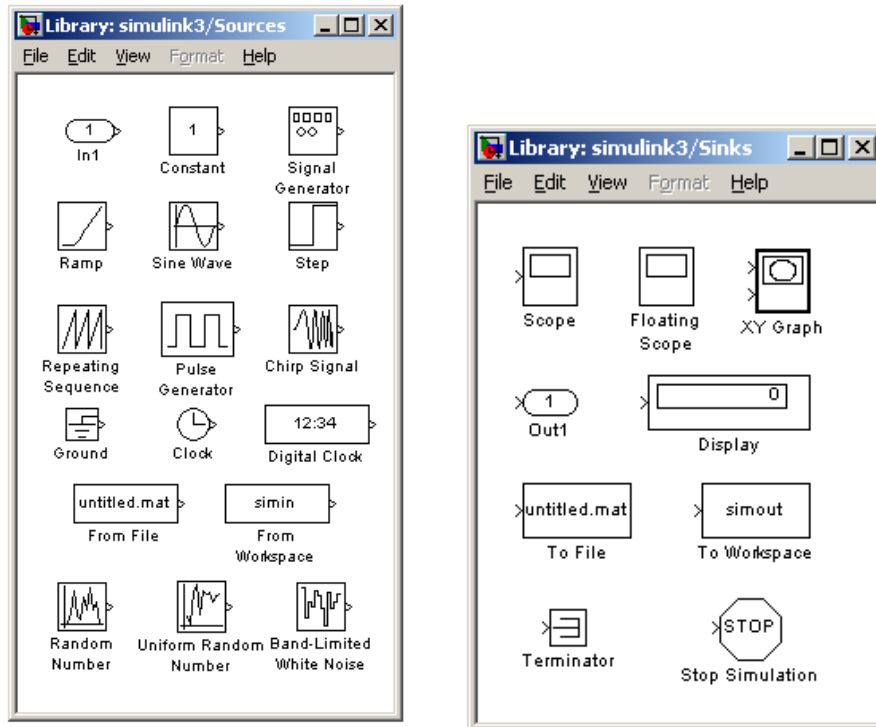 Library: simulink3/Sources
File Edit View Format Help
1
In1
1
Constant
Signal
Generator
Ramp
Sine Wave
Step
Repeating
Sequence
Pulse
Generator
Chirp Signal
Ground
Clock
12:34
Digital Clock
untitled.mat
From File
simin
From
Workspace
Random
Number
Uniform Random
Number
Band-Limited
White Noise
Library: simulink3/Sinks
File Edit View Format Help
Scope
Floating
Scope
XY Graph
1
Out1
0
Display
untitled.mat
To File
simout
To Workspace
Terminator
STOP
Stop Simulation